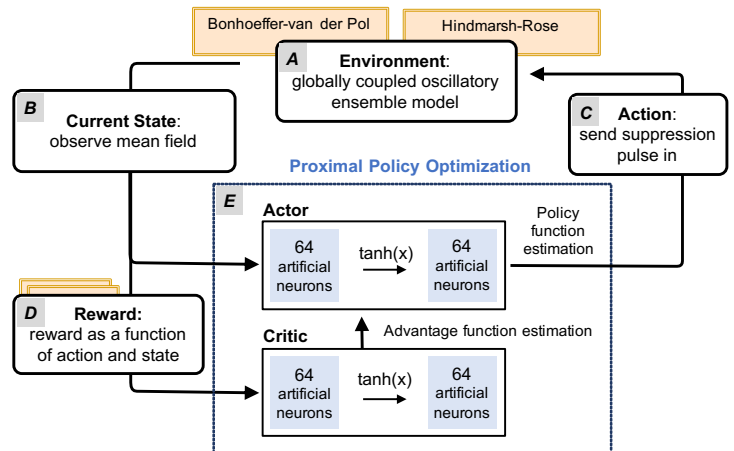 Bonhoeffer-van der Pol
Hindmarsh-Rose
A
Environment:
globally coupled oscillatory
ensemble model
B
Current State:
observe mean field
C
Action:
send suppression
pulse in
Proximal Policy Optimization
E
Actor
64
artificial
neurons
tanh(x)
64
artificial
neurons
Policy
function
estimation
D
Reward:
reward as a function
of action and state
Advantage function estimation
Critic
64
artificial
neurons
tanh(x)
64
artificial
neurons